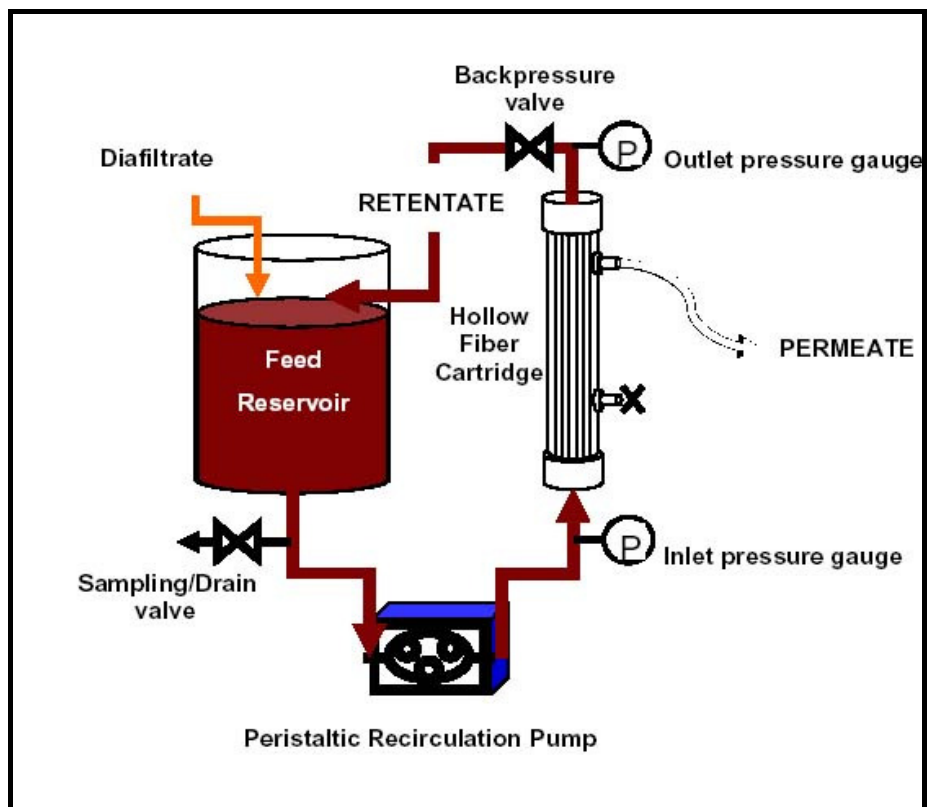 Backpressure
valve
P
Outlet pressure gauge
Diafiltrate
RETENTATE
Hollow
Fiber
Cartridge
PERMEATE
Feed
Reservoir
P
Inlet pressure gauge
Sampling/Drain
valve
Peristaltic Recirculation Pump